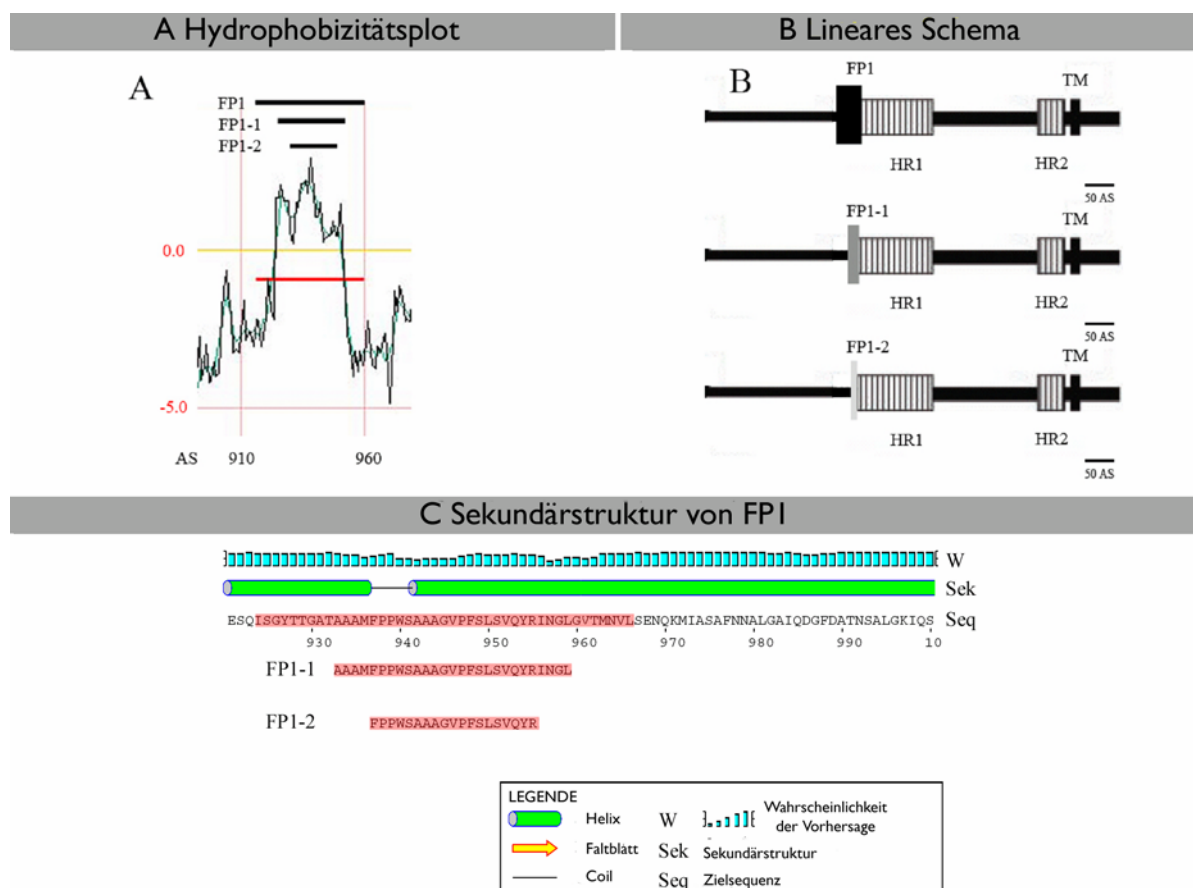 A Hydrophobizitätsplot
A
FP1
FP1-1
FP1-2
0.0
-5.0
AS 910 960
B Lineares Schema
B
FP1
TM
HR1
HR2
50 AS
FP1-1
TM
HR1
HR2
50 AS
FP1-2
TM
HR1
HR2
50 AS
C Sekundärstruktur von FP1
W
Sek
ESQISGYTTGATAAAMFPPWSAAAGVPFSLSVQYRINGLGVTMNVLSENQKMIASAFNNALGAIQDGFDATNSALGKIQS Seq
930 940 950 960 970 980 990 10
FP1-1 AAAMFPPWSAAAGVPFSLSVQYRINGL
FP1-2 FPPWSAAAGVPFSLSVQYR
LEGENDE
Helix W Wahrscheinlichkeit
der Vorhersage
Faltblatt Sek Sekundärstruktur
Coil Seq Zielsequenz